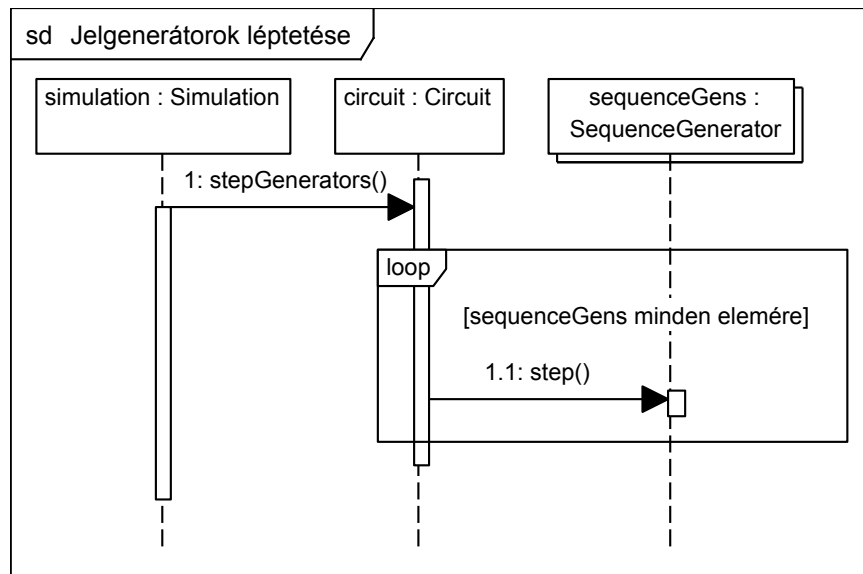 sd Jelgenerátorok léptetése
simulation : Simulation
circuit : Circuit
sequenceGens :
SequenceGenerator
1: stepGenerators()
loop
[sequenceGens minden elemére]
1.1: step()